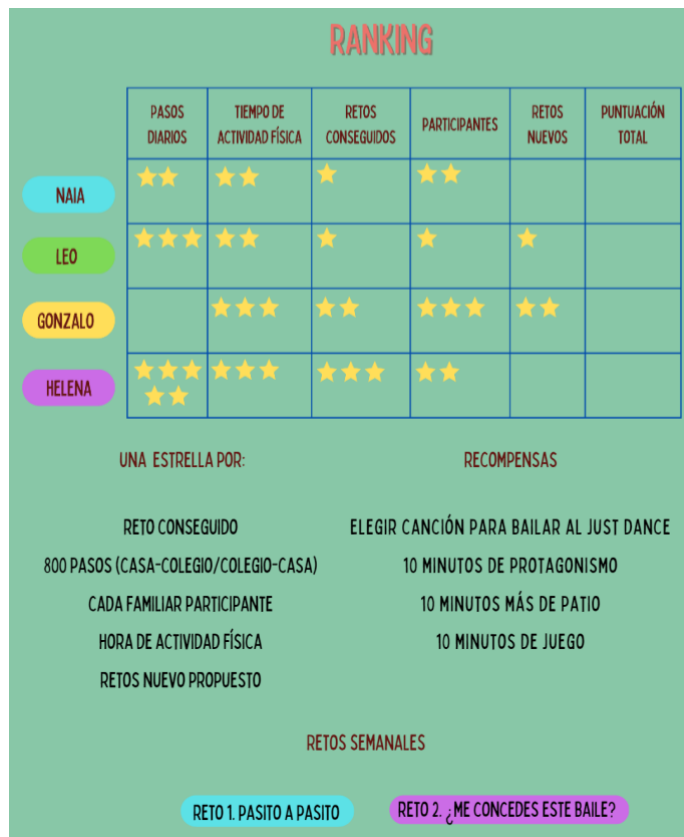 RANKING
PASOS DIARIOS
TIEMPO DE ACTIVIDAD FÍSICA
RETOS CONSEGUIDOS
PARTICIPANTES
RETOS NUEVOS
PUNTUACIÓN TOTAL
NAIA
LEO
GONZALO
HELENA
UNA ESTRELLA POR:
RETO CONSEGUIDO
800 PASOS (CASA-COLEGIO/COLEGIO-CASA)
CADA FAMILIAR PARTICIPANTE
HORA DE ACTIVIDAD FÍSICA
RETOS NUEVO PROPUESTO
RECOMPENSAS
ELEGIR CANCIÓN PARA BAILAR AL JUST DANCE
10 MINUTOS DE PROTAGONISMO
10 MINUTOS MÁS DE PATIO
10 MINUTOS DE JUEGO
RETOS SEMANALES
RETO 1. PASITO A PASITO
RETO 2. ¿ME CONCEDES ESTE BAILE?